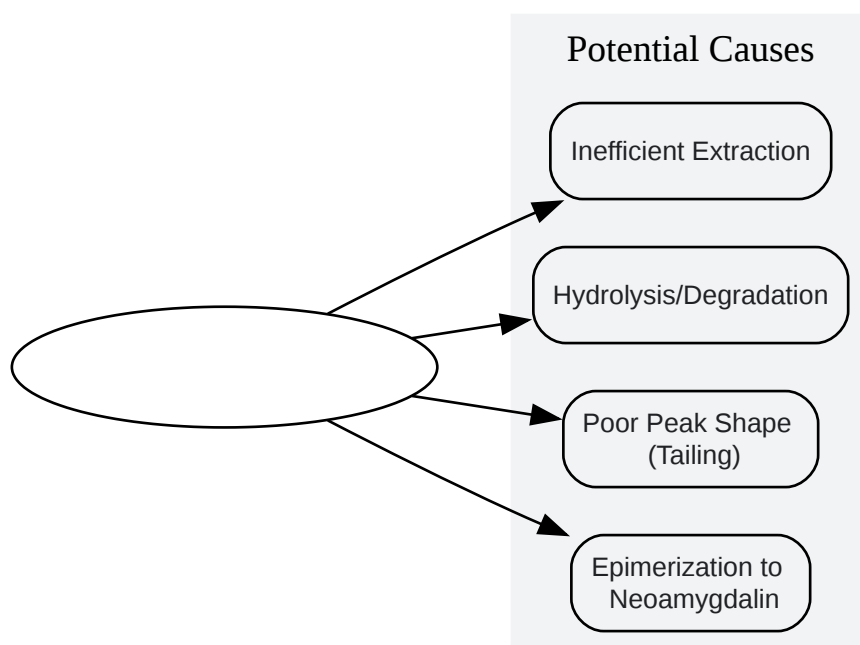 Potential Causes
Inefficient Extraction
Hydrolysis/Degradation
Poor Peak Shape
(Tailing)
Epimerization to
Neoamygdalin